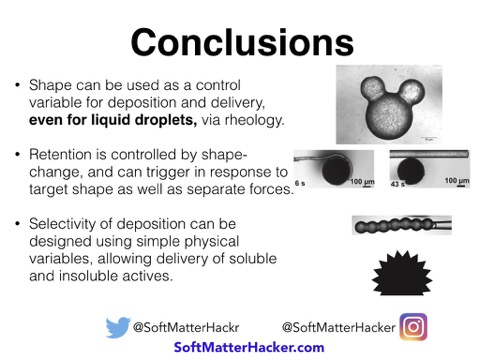 Conclusions
• Shape can be used as a control
variable for deposition and delivery,
even for liquid droplets, via rheology.
• Retention is controlled by shape-
change, and can trigger in response to
target shape as well as separate forces.
6 s
100 µm
43 s
100 µm
• Selectivity of deposition can be
designed using simple physical
variables, allowing delivery of soluble
and insoluble actives.
@SoftMatterHackr
@SoftMatterHacker
SoftMatterHacker.com